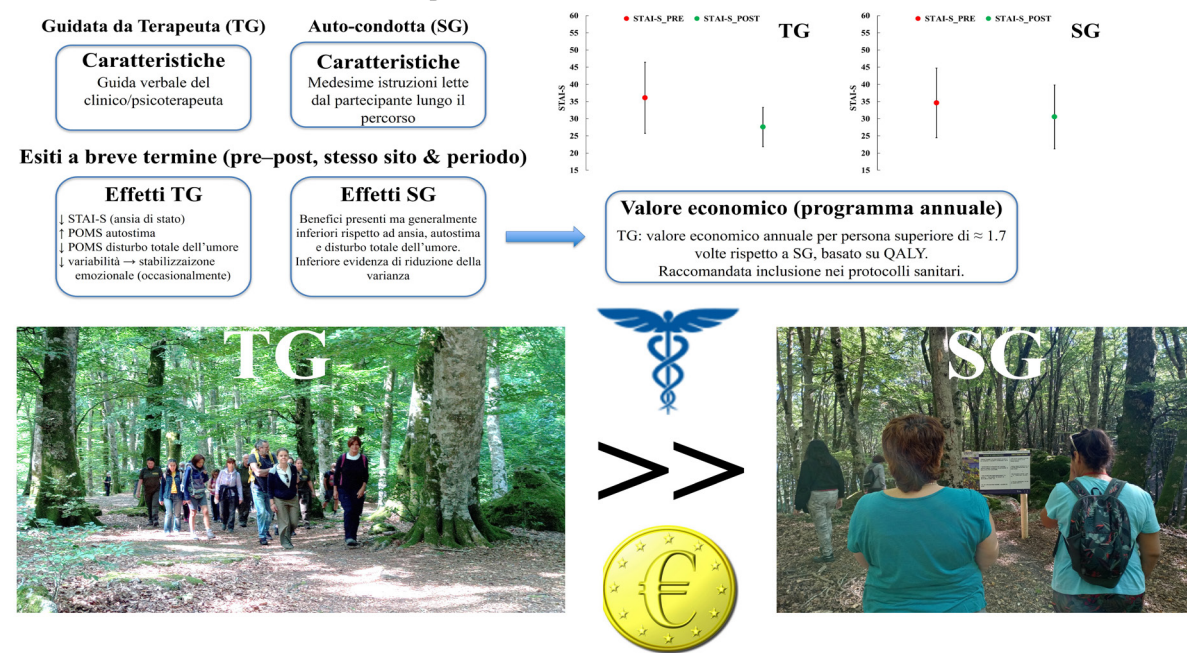 Guidata da Terapeuta (TG)
Auto-condotta (SG)
Caratteristiche
Guida verbale del
clinico/psicoterapeuta
Caratteristiche
Medesime istruzioni lette
dal partecipante lungo il
percorso
Esiti a breve termine (pre–post, stesso sito & periodo)
Effetti TG
↓ STAI-S (ansia di stato)
↑ POMS autostima
↓ POMS disturbo totale dell’umore
↓ variabilità → stabilizzaizone
emozionale (occasionalmente)
Effetti SG
Benefici presenti ma generalmente
inferiori rispetto ad ansia, autostima
e disturbo totale dell’umore.
Inferiore evidenza di riduzione della
varianza
STAI-S_PRE STAI-S_POST
TG
STAI-S
60
55
50
45
40
35
30
25
20
15
STAI-S_PRE STAI-S_POST
SG
STAI-S
60
55
50
45
40
35
30
25
20
15
Valore economico (programma annuale)
TG: valore economico annuale per persona superiore di ≈ 1.7
volte rispetto a SG, basato su QALY.
Raccomandata inclusione nei protocolli sanitari.
TG
>>
€
SG